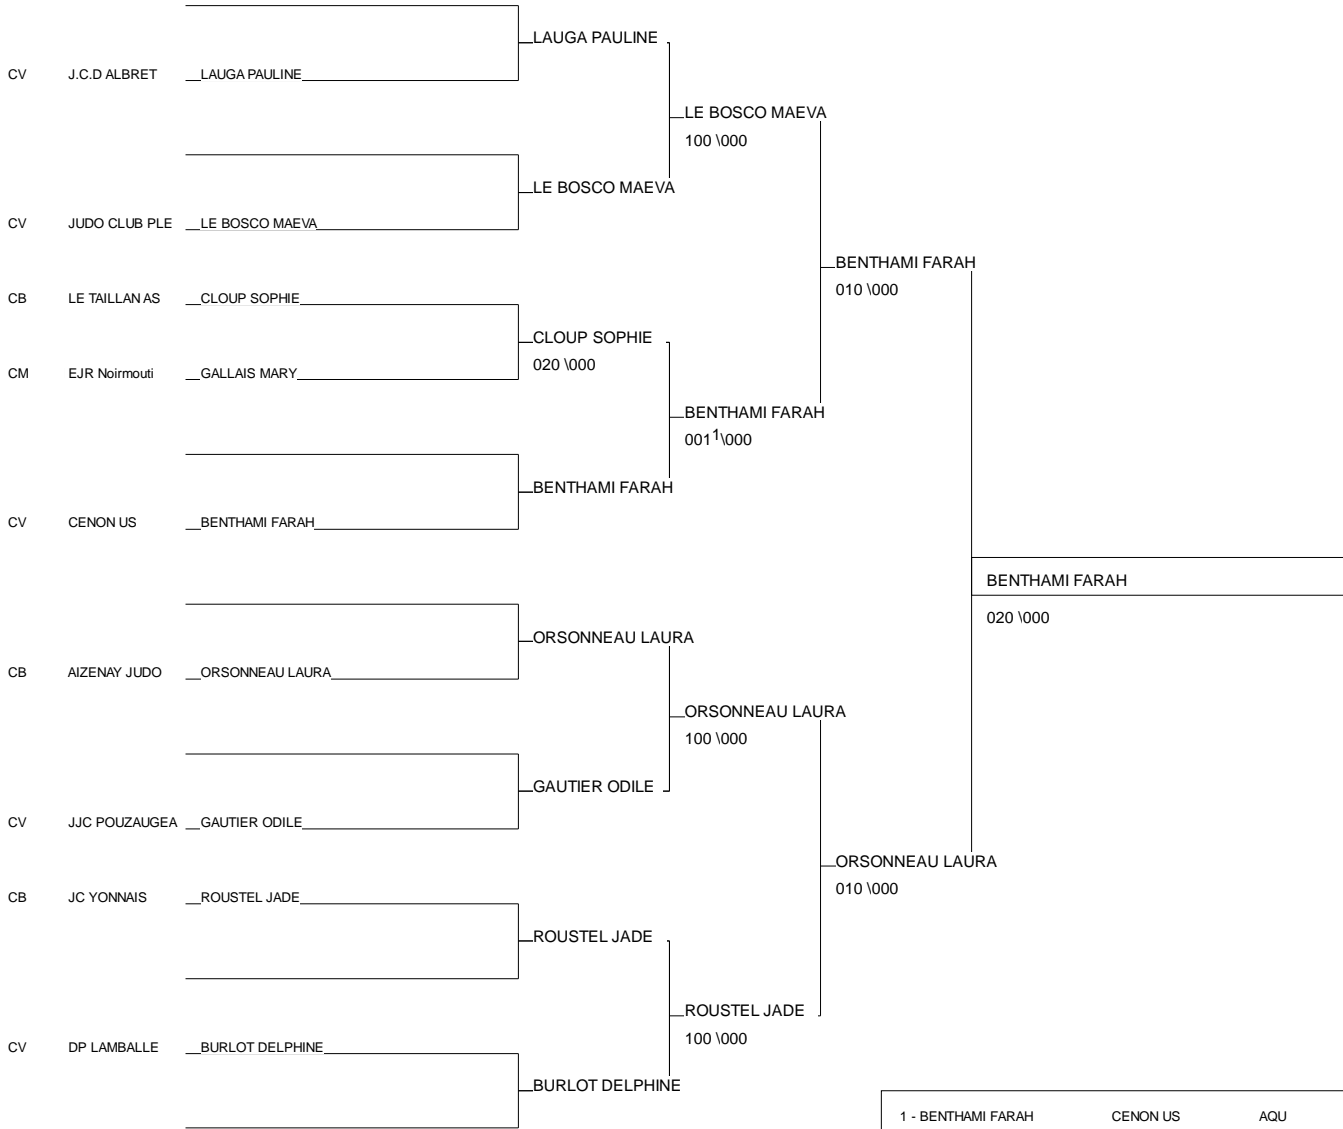 LAUGA PAULINE
CV J.C.D ALBRET LAUGA PAULINE
LE BOSCO MAEVA
100 \000
LE BOSCO MAEVA
CV JUDO CLUB PLE LE BOSCO MAEVA
BENTHAMI FARAH
010 \000
CB LE TAILLAN AS CLOUP SOPHIE
CLOUP SOPHIE
020 \000
CM EJR Noirmouti GALLAIS MARY
BENTHAMI FARAH
001¹\000
BENTHAMI FARAH
CV CENON US BENTHAMI FARAH
BENTHAMI FARAH
020 \000
ORSONNEAU LAURA
CB AIZENAY JUDO ORSONNEAU LAURA
ORSONNEAU LAURA
100 \000
GAUTIER ODILE
CV JJC POUZAUGEA GAUTIER ODILE
ORSONNEAU LAURA
010 \000
CB JC YONNAIS ROUSTEL JADE
ROUSTEL JADE
ROUSTEL JADE
100 \000
CV DP LAMBALLE BURLOT DELPHINE
BURLOT DELPHINE
1 - BENTHAMI FARAH CENON US AQU